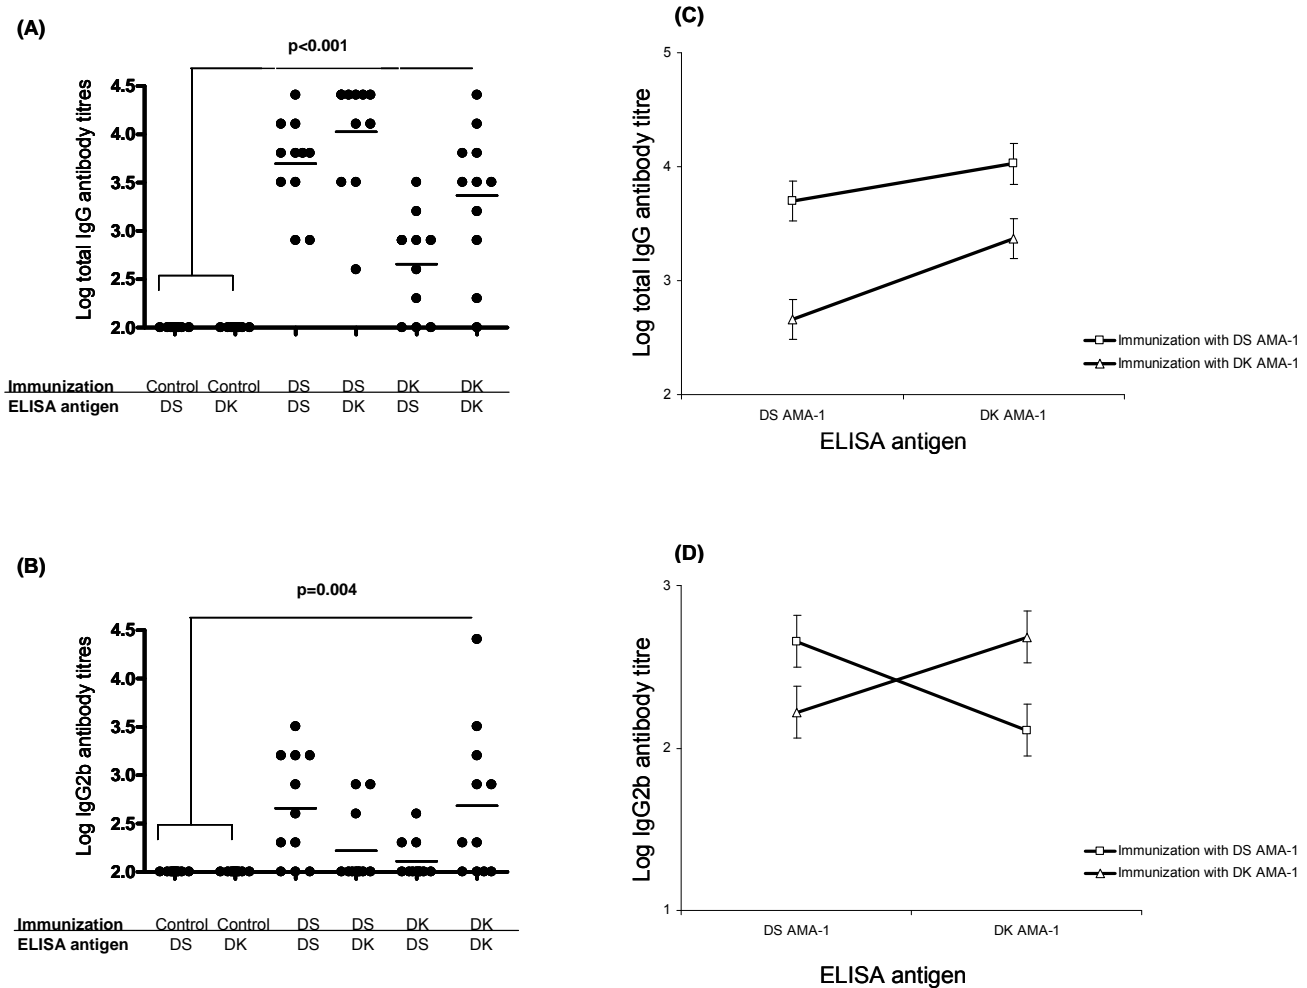 (A)
p<0.001
Log total IgG antibody titres
4.5
4.0
3.5
3.0
2.5
2.0
Immunization Control Control DS DS DK DK
ELISA antigen DS DK DS DK DS DK
(C)
Log total IgG antibody titre
5
4
3
2
DS AMA-1 DK AMA-1
ELISA antigen
Immunization with DS AMA-1
Immunization with DK AMA-1
(B)
p=0.004
Log IgG2b antibody titres
4.5
4.0
3.5
3.0
2.5
2.0
Immunization Control Control DS DS DK DK
ELISA antigen DS DK DS DK DS DK
(D)
Log IgG2b antibody titre
3
2
1
DS AMA-1 DK AMA-1
ELISA antigen
Immunization with DS AMA-1
Immunization with DK AMA-1